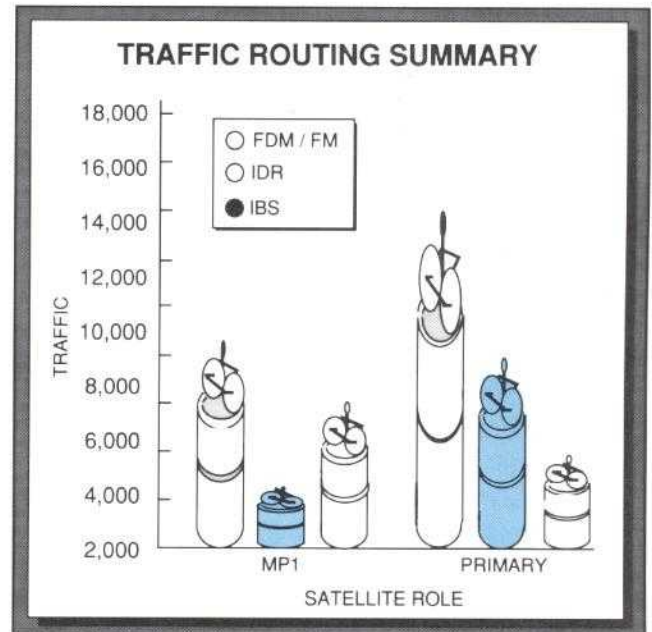 TRAFFIC ROUTING SUMMARY
18,000
16,000
14,000
12,000
10,000
8,000
6,000
4,000
2,000
TRAFFIC
FDM / FM
IDR
IBS
MP1
PRIMARY
SATELLITE ROLE